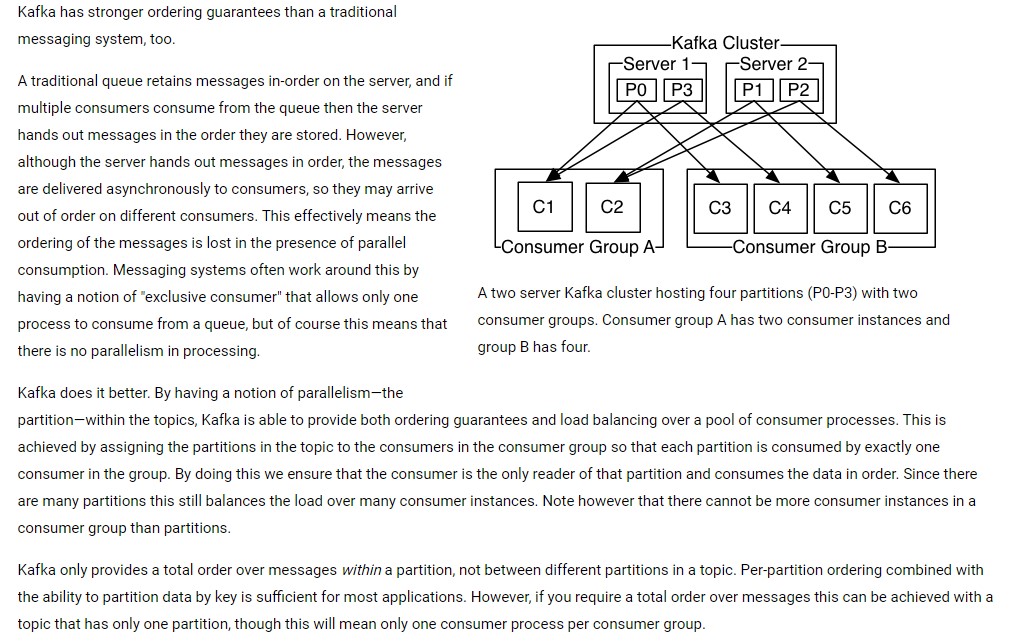 Kafka has stronger ordering guarantees than a traditional
messaging system, too.
A traditional queue retains messages in-order on the server, and if
multiple consumers consume from the queue then the server
hands out messages in the order they are stored. However,
although the server hands out messages in order, the messages
are delivered asynchronously to consumers, so they may arrive
out of order on different consumers. This effectively means the
ordering of the messages is lost in the presence of parallel
consumption. Messaging systems often work around this by
having a notion of "exclusive consumer" that allows only one
process to consume from a queue, but of course this means that
there is no parallelism in processing.
Kafka Cluster
Server 1 Server 2
P0 P3 P1 P2
C1 C2 C3 C4 C5 C6
Consumer Group A Consumer Group B
A two server Kafka cluster hosting four partitions (P0-P3) with two
consumer groups. Consumer group A has two consumer instances and
group B has four.
Kafka does it better. By having a notion of parallelism—the
partition—within the topics, Kafka is able to provide both ordering guarantees and load balancing over a pool of consumer processes. This is
achieved by assigning the partitions in the topic to the consumers in the consumer group so that each partition is consumed by exactly one
consumer in the group. By doing this we ensure that the consumer is the only reader of that partition and consumes the data in order. Since there
are many partitions this still balances the load over many consumer instances. Note however that there cannot be more consumer instances in a
consumer group than partitions.
Kafka only provides a total order over messages within a partition, not between different partitions in a topic. Per-partition ordering combined with
the ability to partition data by key is sufficient for most applications. However, if you require a total order over messages this can be achieved with a
topic that has only one partition, though this will mean only one consumer process per consumer group.